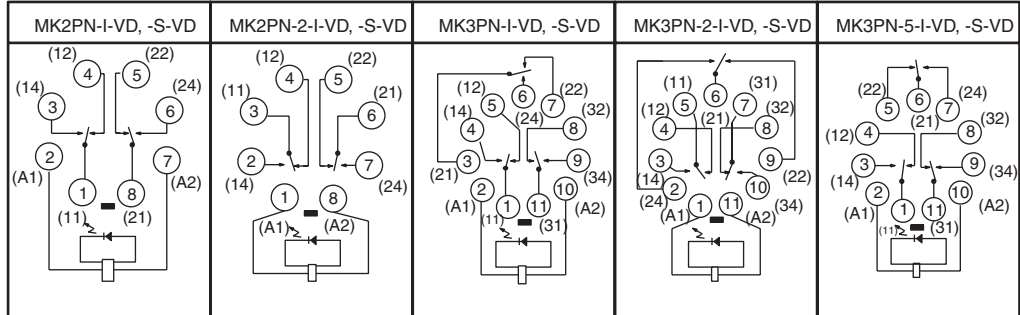 MK2PN-I-VD, -S-VD
MK2PN-2-I-VD, -S-VD
MK3PN-I-VD, -S-VD
MK3PN-2-I-VD, -S-VD
MK3PN-5-I-VD, -S-VD
(12) (22)
4 5
(14) (24)
3 6
2 7
(A1) (A2)
1 8
(11) (21)
(12) (22)
4 5
(11) (21)
3 6
2 7
(14) (24)
1 8
(A1) (A2)
6
(12) (22)
5 7
(14) (24) (32)
4 8
3 9
(21) (34)
2 10
(A1) (A2)
1 11
(11) (31)
6
(11) (31)
5 7
(12) (21) (32)
4 8
3 9
(14) (22)
2 10
(24) (34)
1 11
(A1) (A2)
(22) (24)
5 6 7
(21)
(12) 4 8 (32)
3 9
(14) (34)
2 10
(A1) (A2)
1 11
(11) (31)